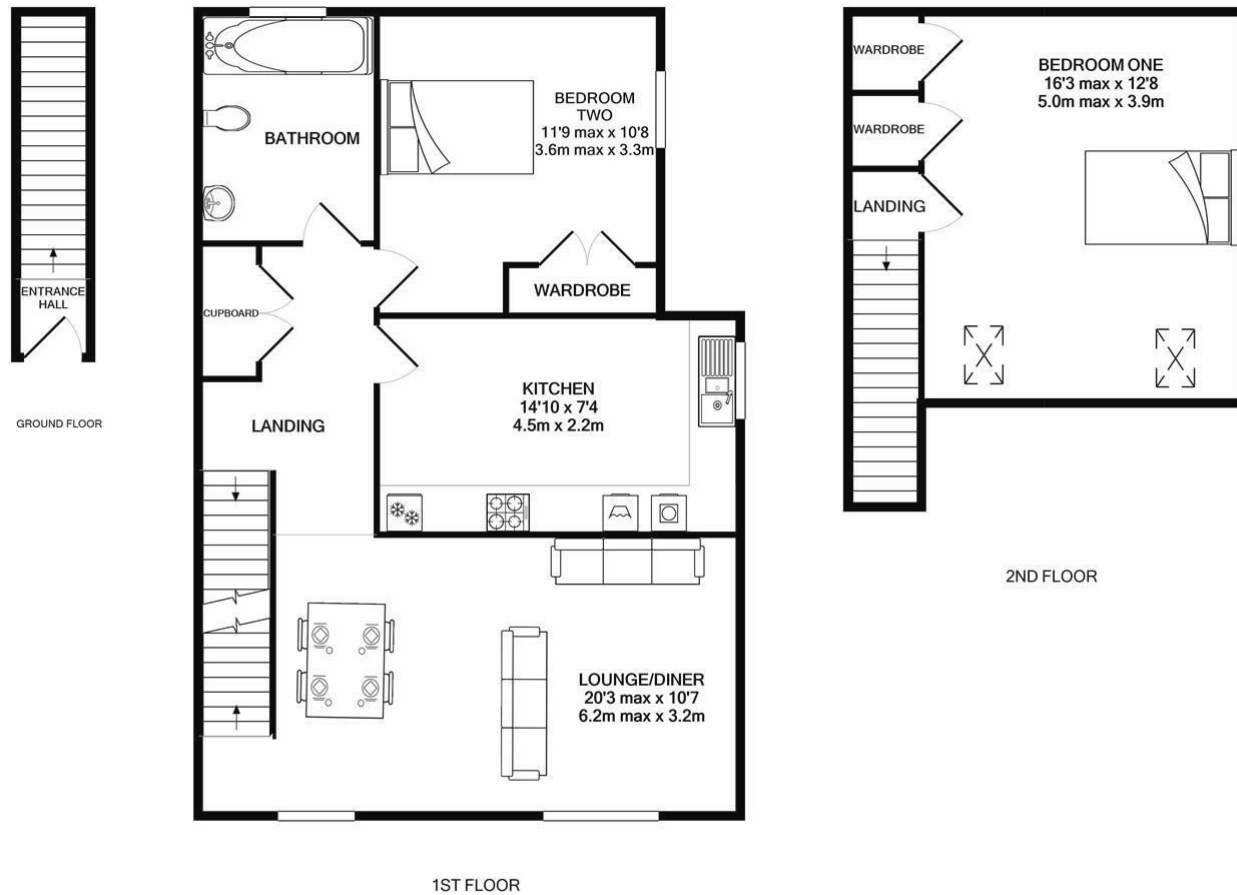 ENTRANCE
HALL
GROUND FLOOR
BATHROOM
BEDROOM
TWO
11'9 max x 10'8
3.6m max x 3.3m
WARDROBE
CUPBOARD
KITCHEN
14'10 x 7'4
4.5m x 2.2m
LANDING
LOUNGE/DINER
20'3 max x 10'7
6.2m max x 3.2m
1ST FLOOR
WARDROBE
BEDROOM ONE
16'3 max x 12'8
5.0m max x 3.9m
WARDROBE
LANDING
2ND FLOOR